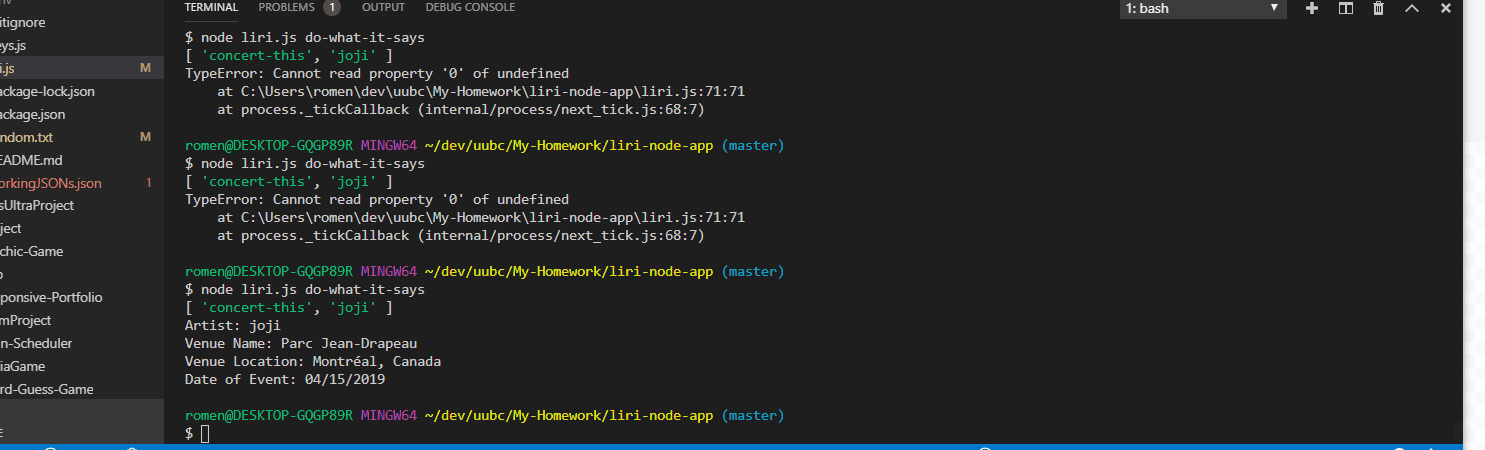 TERMINAL PROBLEMS 1 OUTPUT DEBUG CONSOLE 1: bash
itignore
eys.js
i.js M
ackage-lock.json
ackage.json
ndom.txt M
EADME.md
orkingJSONs.json 1
sUltraProject
ject
chic-Game
sponsive-Portfolio
mProject
n-Scheduler
iaGame
rd-Guess-Game
E
$ node liri.js do-what-it-says
[ 'concert-this', 'joji' ]
TypeError: Cannot read property '0' of undefined
at C:\Users\romen\dev\uubc\My-Homework\liri-node-app\liri.js:71:71
at process._tickCallback (internal/process/next_tick.js:68:7)
romen@DESKTOP-GQGP89R MINGW64 ~/dev/uubc/My-Homework/liri-node-app (master)
$ node liri.js do-what-it-says
[ 'concert-this', 'joji' ]
TypeError: Cannot read property '0' of undefined
at C:\Users\romen\dev\uubc\My-Homework\liri-node-app\liri.js:71:71
at process._tickCallback (internal/process/next_tick.js:68:7)
romen@DESKTOP-GQGP89R MINGW64 ~/dev/uubc/My-Homework/liri-node-app (master)
$ node liri.js do-what-it-says
[ 'concert-this', 'joji' ]
Artist: joji
Venue Name: Parc Jean-Drapeau
Venue Location: Montréal, Canada
Date of Event: 04/15/2019
romen@DESKTOP-GQGP89R MINGW64 ~/dev/uubc/My-Homework/liri-node-app (master)
$